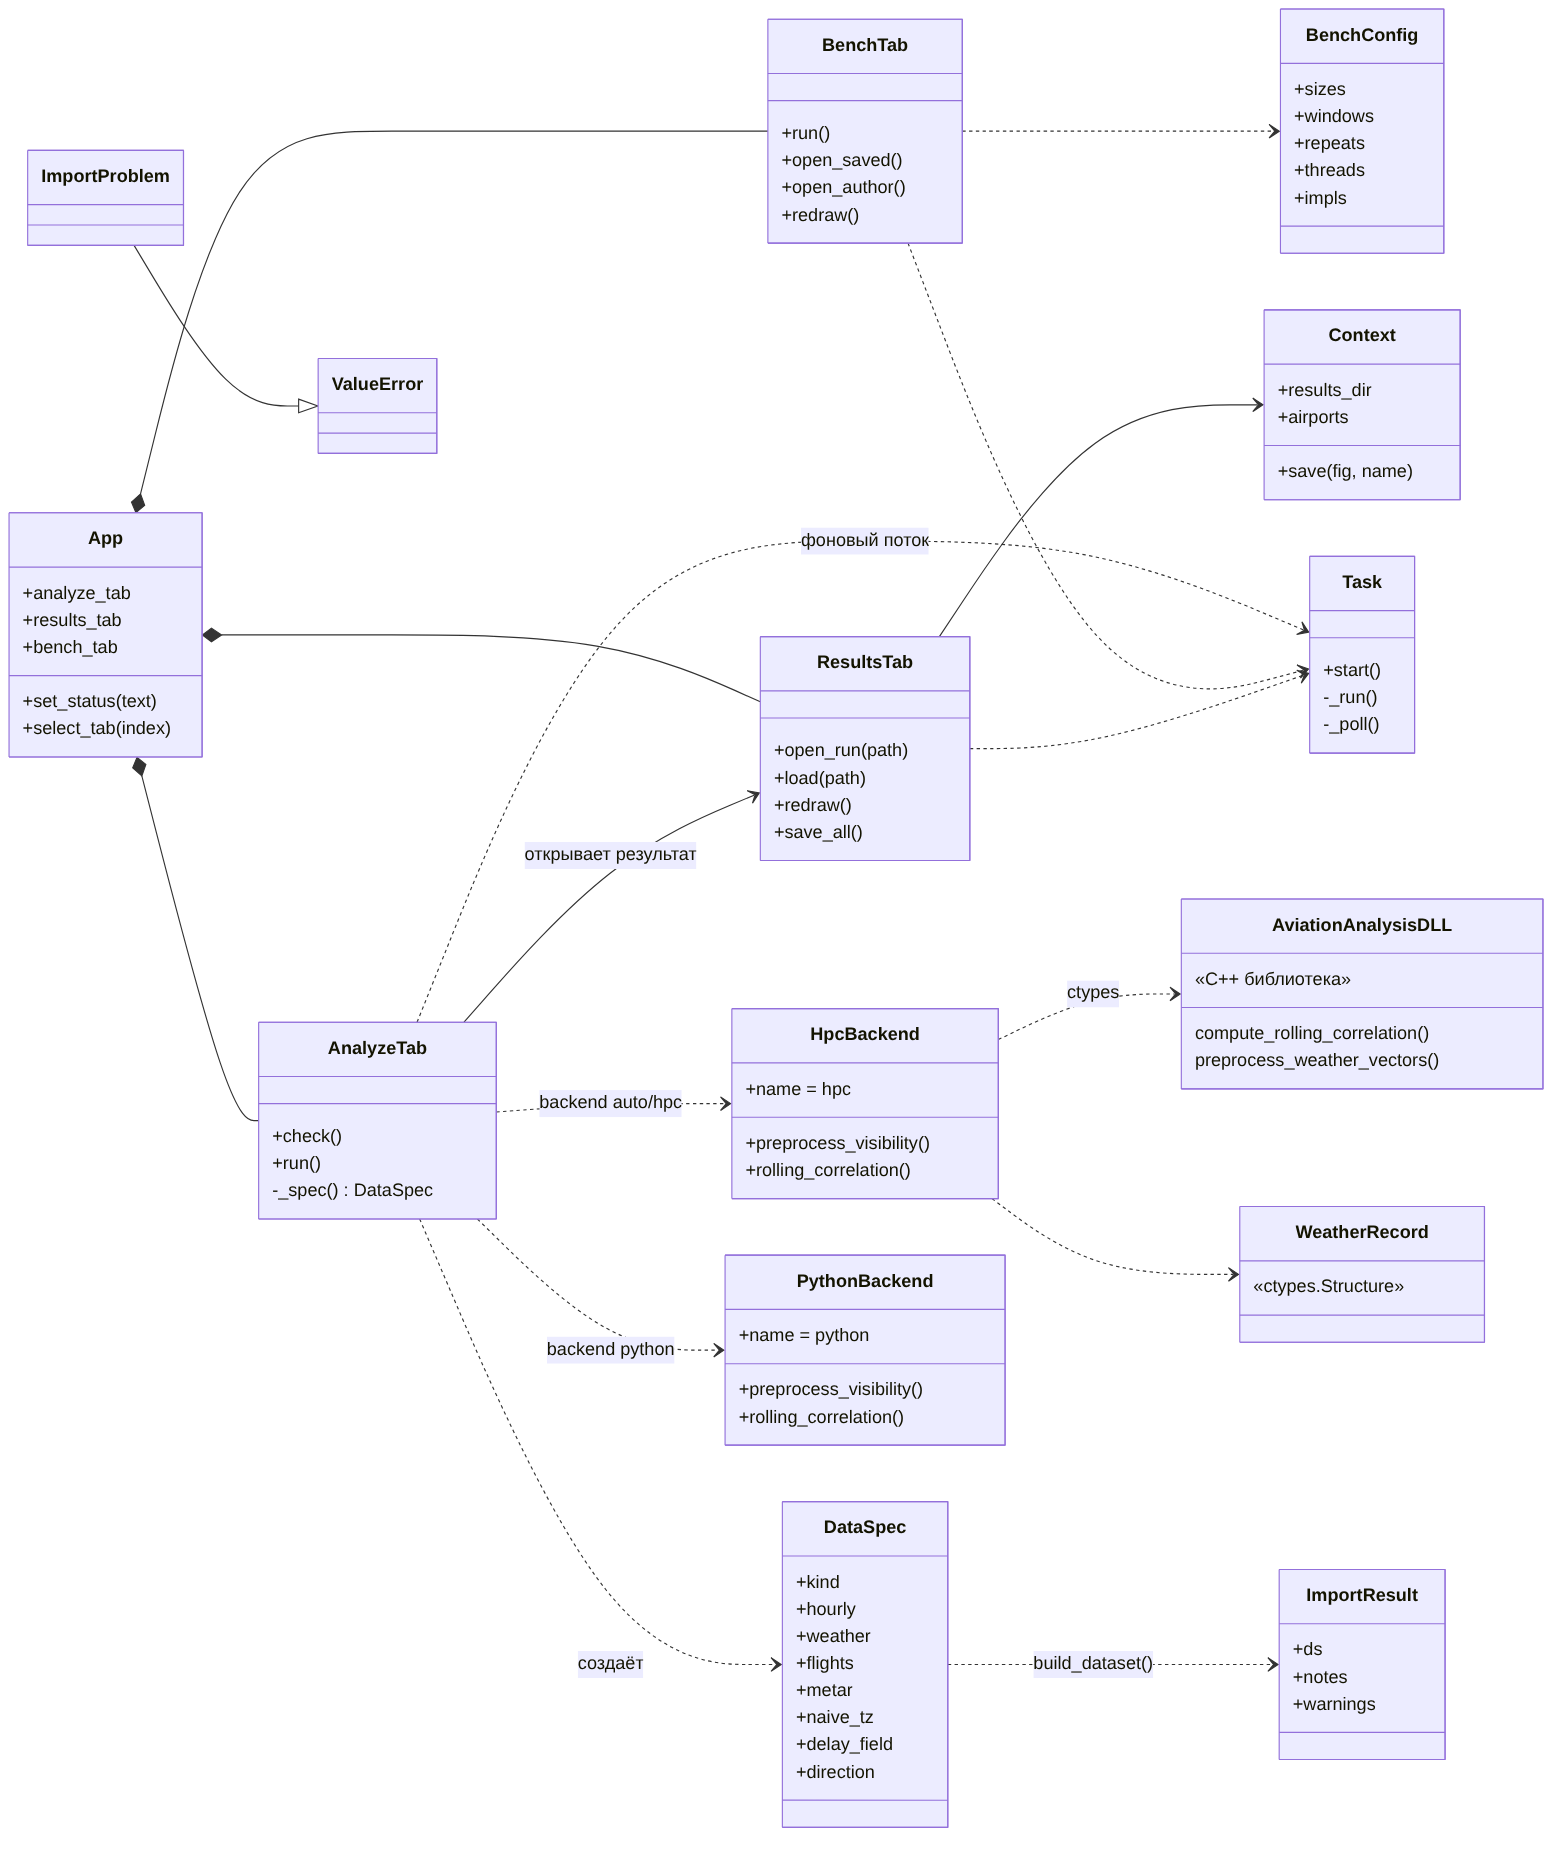 BenchTab
+run()
+open_saved()
+open_author()
+redraw()
BenchConfig
+sizes
+windows
+repeats
+threads
+impls
ImportProblem
ValueError
Context
+results_dir
+airports
+save(fig, name)
App
+analyze_tab
+results_tab
+bench_tab
+set_status(text)
+select_tab(index)
фоновый поток
Task
+start()
-_run()
-_poll()
ResultsTab
+open_run(path)
+load(path)
+redraw()
+save_all()
открывает результат
AviationAnalysisDLL
«C++ библиотека»
compute_rolling_correlation()
preprocess_weather_vectors()
ctypes
AnalyzeTab
+check()
+run()
-_spec() : DataSpec
backend auto/hpc
HpcBackend
+name = hpc
+preprocess_visibility()
+rolling_correlation()
WeatherRecord
«ctypes.Structure»
backend python
PythonBackend
+name = python
+preprocess_visibility()
+rolling_correlation()
создаёт
DataSpec
+kind
+hourly
+weather
+flights
+metar
+naive_tz
+delay_field
+direction
build_dataset()
ImportResult
+ds
+notes
+warnings